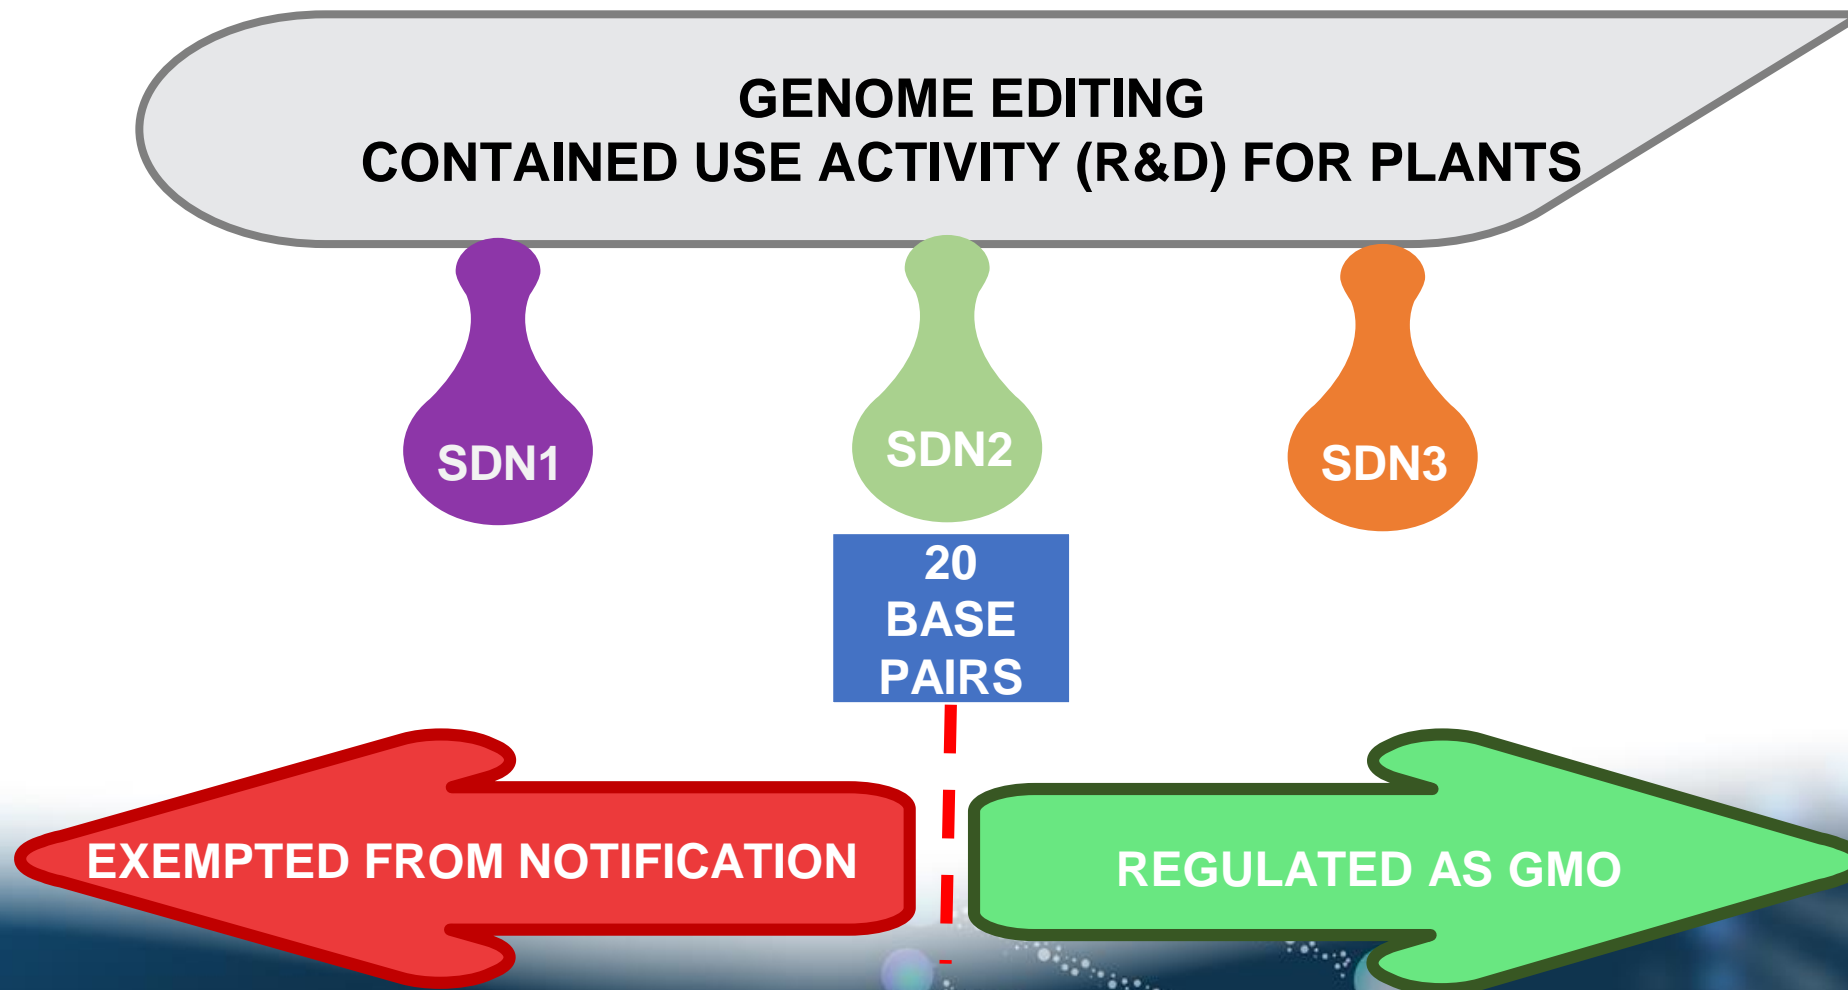 GENOME EDITING
CONTAINED USE ACTIVITY (R&D) FOR PLANTS
SDN1
SDN2
SDN3
20
BASE
PAIRS
EXEMPTED FROM NOTIFICATION
REGULATED AS GMO